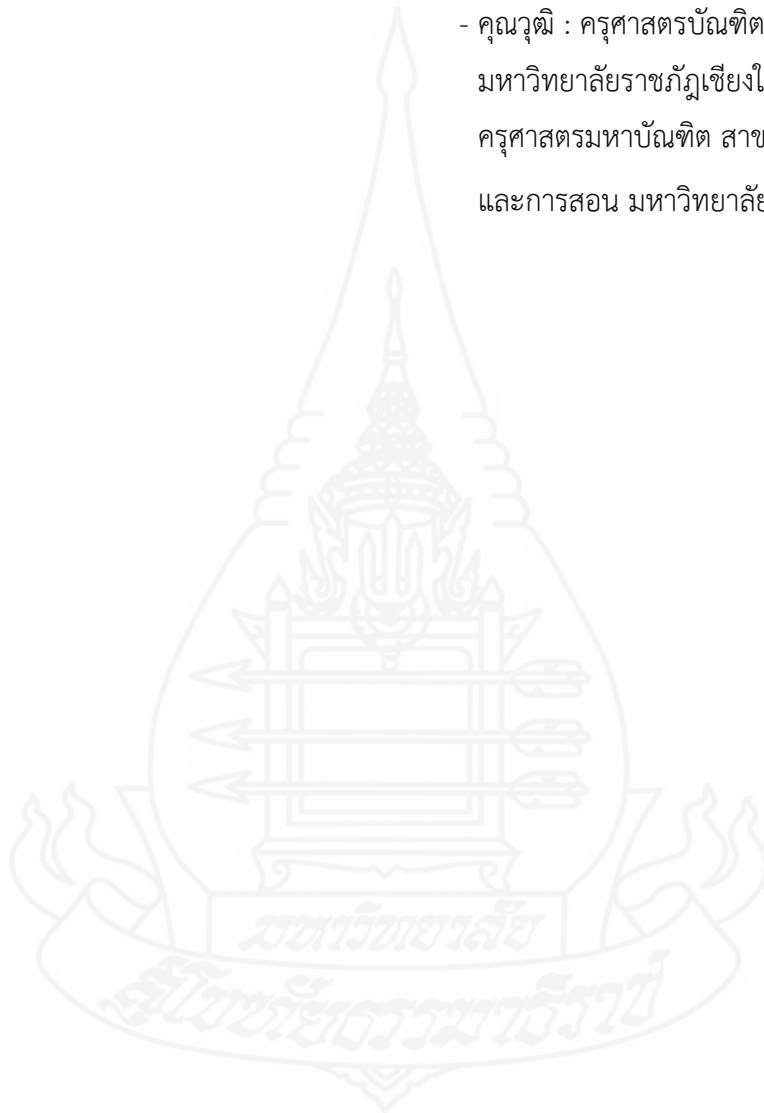 - คุณวุฒิ : ครุศาสตรบัณฑิต
มหาวิทยาลัยราชภัฏเชียงใ
ครุศาสตรมหาบัณฑิต สาข
และการสอน มหาวิทยาลัย
มหาวิทยาลัย
สุโขทัยธรรมาธิราช